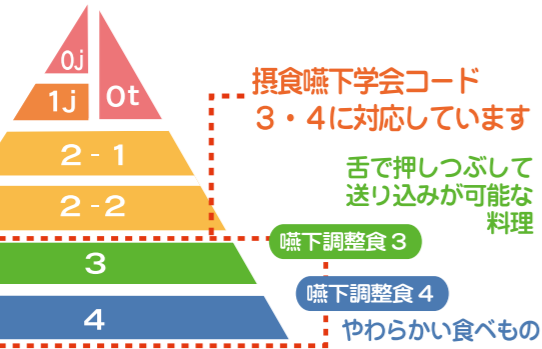 0j
0t
1j
2-1
2-2
3
4
摂食嚥下学会コード
３・４に対応しています
舌で押しつぶして
送り込みが可能な
料理
嚥下調整食３
嚥下調整食４
やわらかい食べもの